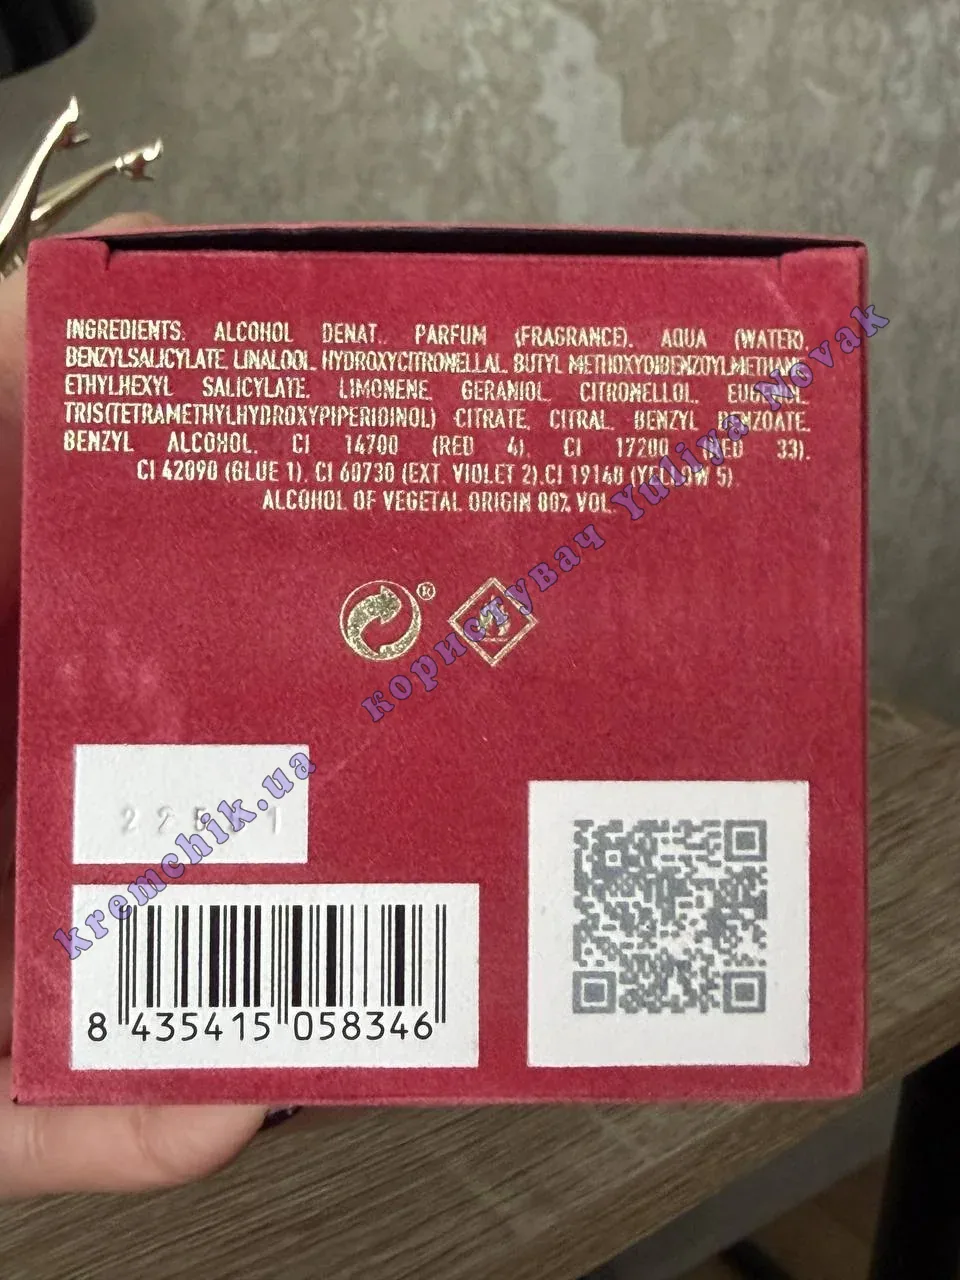 INGREDIENTS: ALCOHOL DENAT., PARFUM (FRAGRANCE), AQUA (WATER),
BENZYLSALICYLATE, LINALOOL, HYDROXYCITRONELLAL, BUTYL METHOXYDIBENZOYLMETHANE,
ETHYLHEXYL SALICYLATE, LIMONENE, GERANIOL, CITRONELLOL, EUGENOL,
TRIS(TETRAMETHYLHYDROXYPIPERIDINOL) CITRATE, CITRAL, BENZYL BENZOATE,
BENZYL ALCOHOL, CI 14700 (RED 4), CI 17200 (RED 33),
CI 42090 (BLUE 1), CI 60730 (EXT. VIOLET 2),CI 19140 (YELLOW 5)
ALCOHOL OF VEGETAL ORIGIN 80% VOL.
®
8 435415 058346
kremchik.ua користувач Yuliya Novak